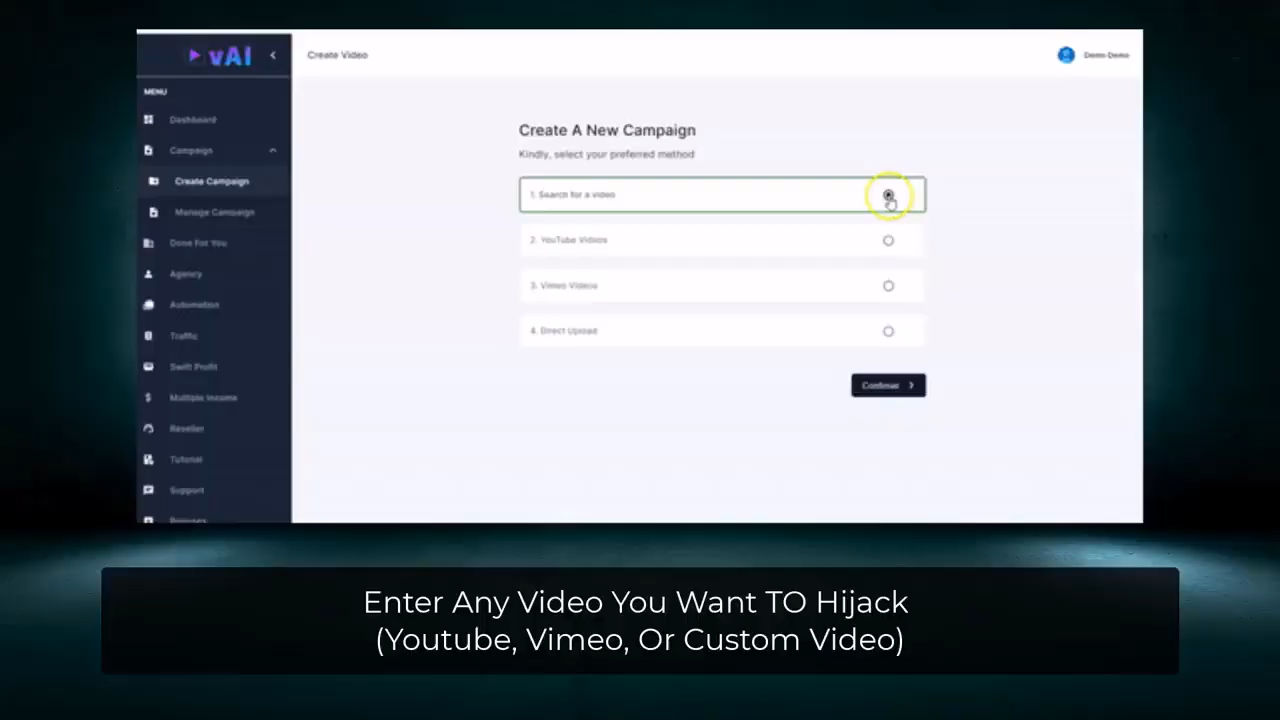 vAI
Create Video
Demo Demo
MENU
Dashboard
Campaign
Create Campaign
Manage Campaign
Done For You
Agency
Automation
Traffic
Swift Profit
Multiple Income
Reseller
Tutorial
Support
Bonuses
Create A New Campaign
Kindly, select your preferred method
1. Search for a video
2. YouTube Videos
3. Vimeo Videos
4. Direct Upload
Continue
Enter Any Video You Want TO Hijack
(Youtube, Vimeo, Or Custom Video)